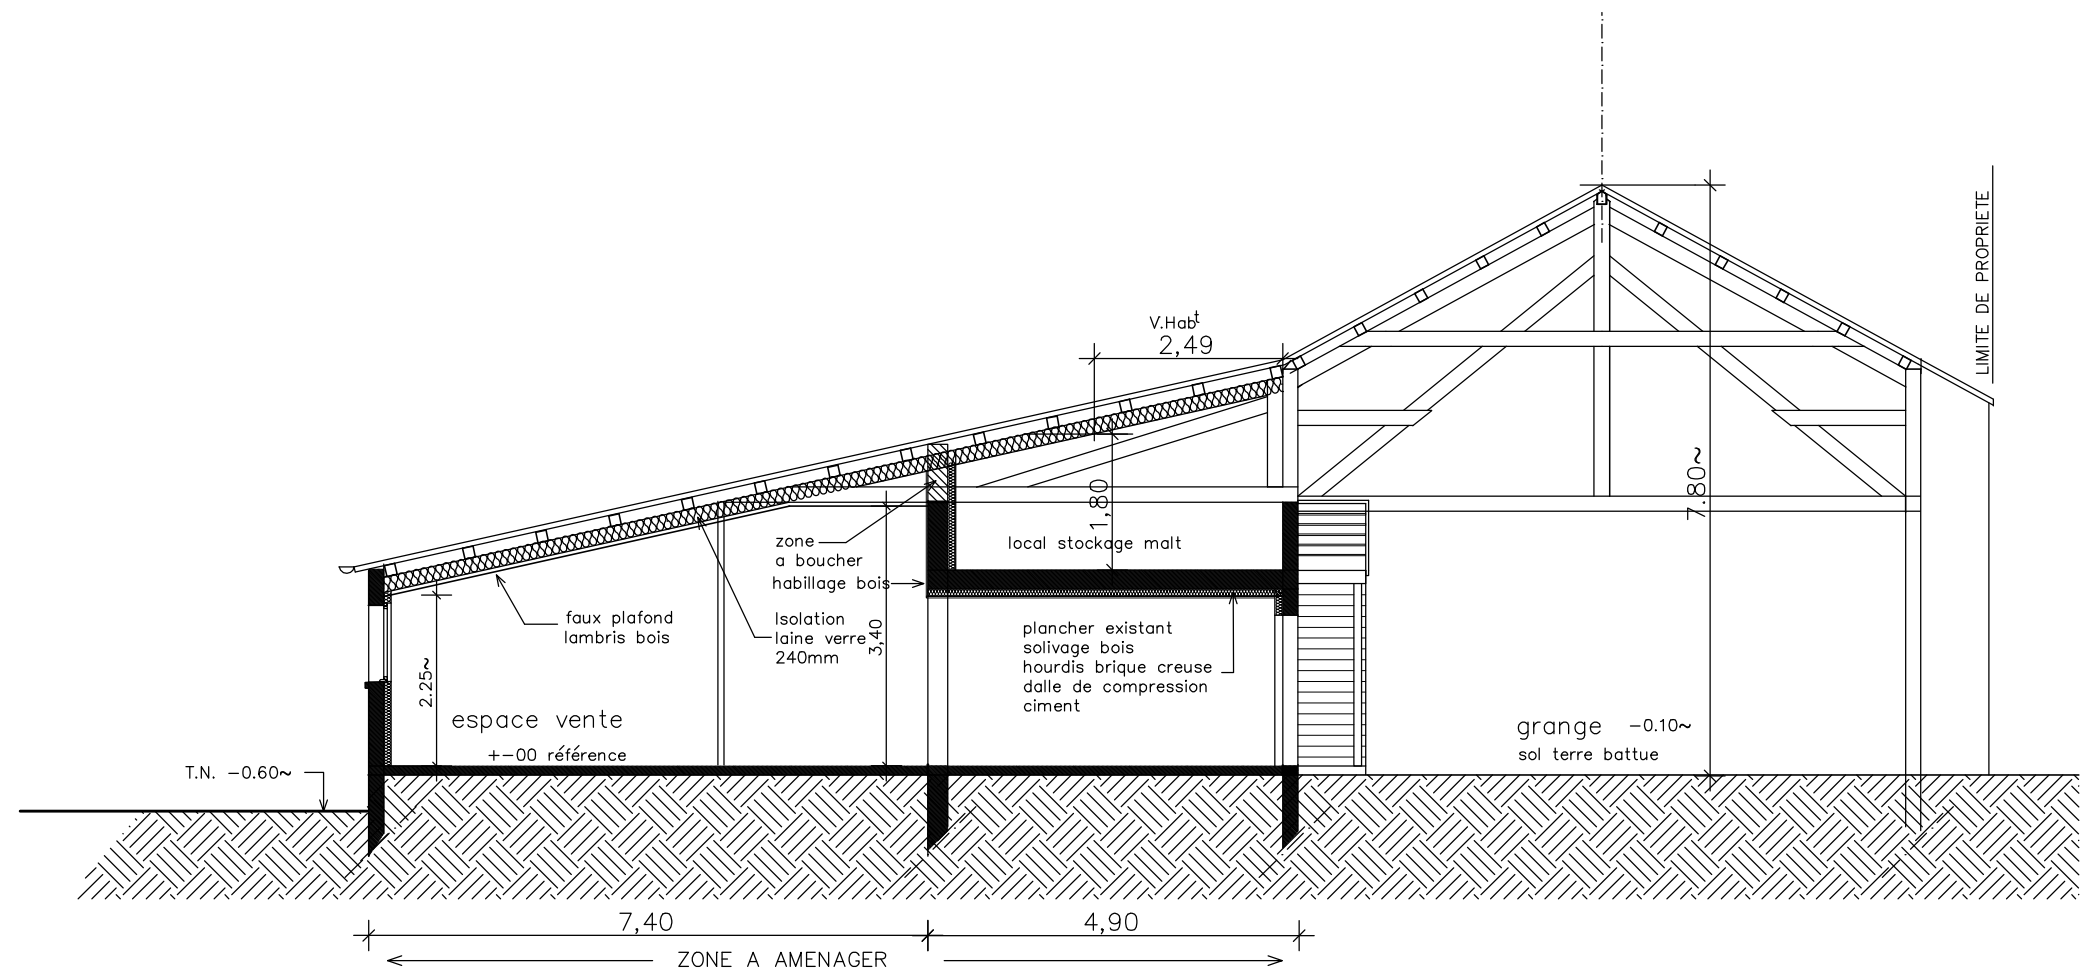 LIMITE DE PROPRIETE
V.Habt
2,49
7.80~
1,80
zone
a boucher
habillage bois
local stockage malt
faux plafond
lambris bois
Isolation
laine verre
240mm
3,40
plancher existant
solivage bois
hourdis brique creuse
dalle de compression
ciment
2.25~
espace vente
+-00 référence
grange -0.10~
sol terre battue
T.N. -0.60~
7,40
4,90
ZONE A AMENAGER